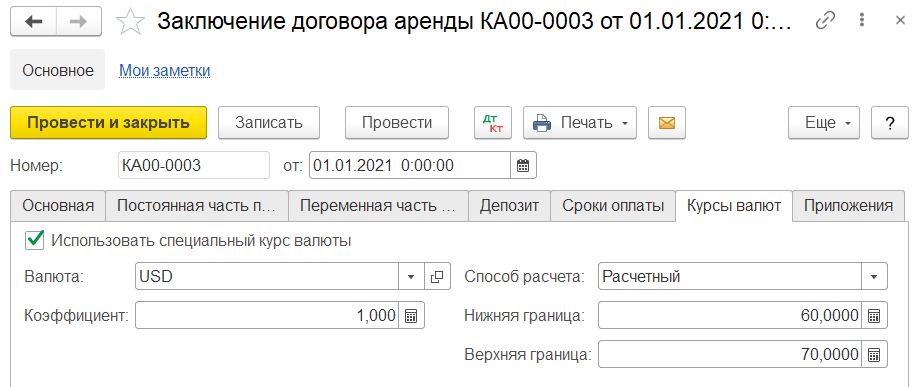 Заключение договора аренды КА00-0003 от 01.01.2021 0:...
Основное Мои заметки
Провести и закрыть Записать Провести Дт Кт Печать Еще ?
Номер: КА00-0003 от: 01.01.2021 0:00:00
Основная Постоянная часть п... Переменная часть ... Депозит Сроки оплаты Курсы валют Приложения
Использовать специальный курс валюты
Валюта: USD Способ расчета: Расчетный
Коэффициент: 1,000 Нижняя граница: 60,0000
Верхняя граница: 70,0000